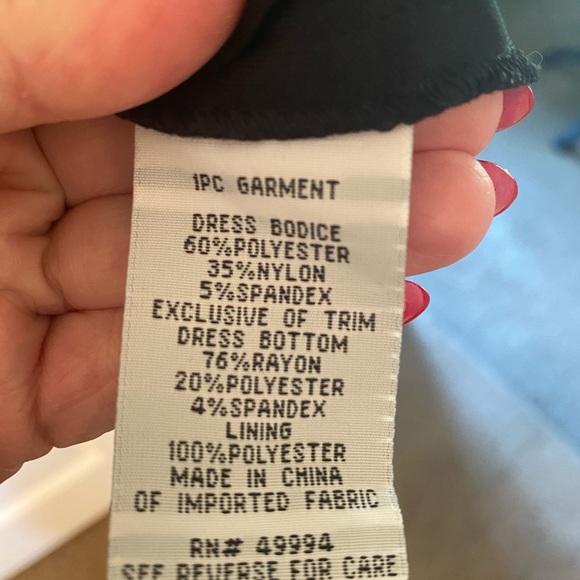 1PC GARMENT
DRESS BODICE
60%POLYESTER
35%NYLON
5%SPANDEX
EXCLUSIVE OF TRIM
DRESS BOTTOM
76%RAYON
20%POLYESTER
4%SPANDEX
LINING
100%POLYESTER
MADE IN CHINA
OF IMPORTED FABRIC
RN# 49994
SEE REVERSE FOR CARE